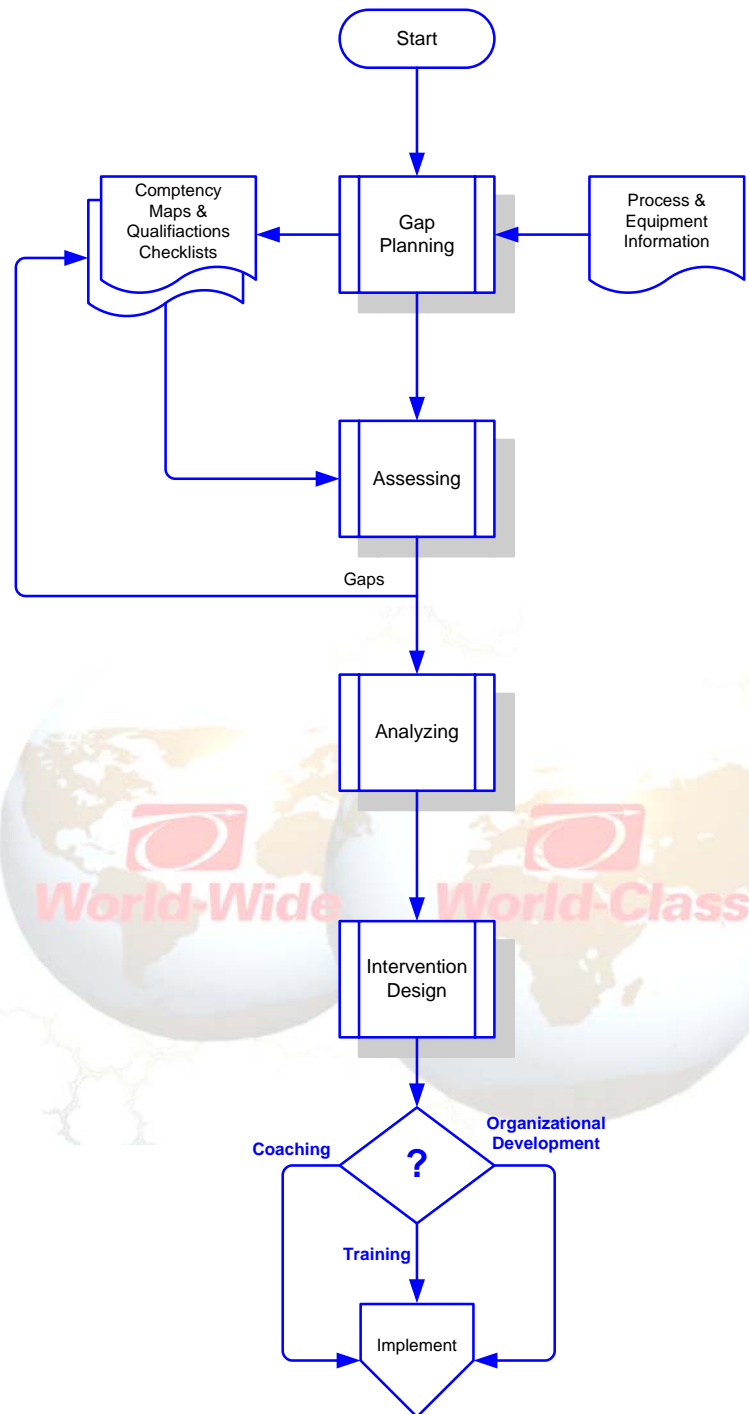 Start
Comptency
Maps &
Qualifiactions
Checklists
Gap
Planning
Process &
Equipment
Information
Assessing
Gaps
Analyzing
World-Wide
World-Class
Intervention
Design
Coaching
?
Organizational
Development
Training
Implement